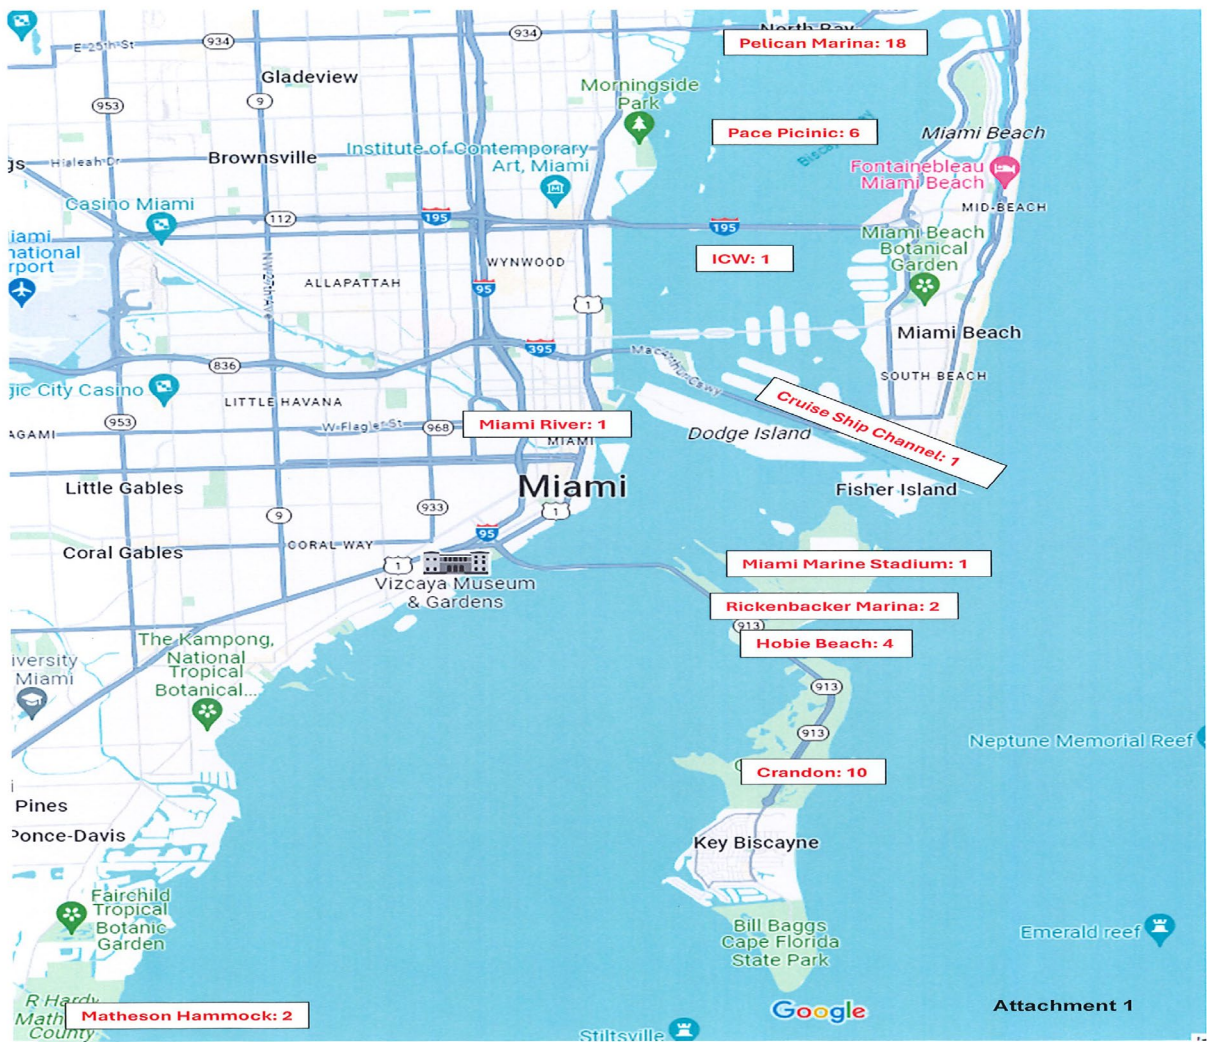 E 25th St
934
934
North Bay
Pelican Marina: 18
Gladeview
953
9
Morningside
Park
Pace Picinic: 6
Miami Beach
Hialeah Dr
gs
Brownsville
Institute of Contemporary
Art, Miami
Fontainebleau
Miami Beach
Casino Miami
112
195
195
MID-BEACH
iami
national
rport
Miami Beach
Botanical
Garden
ICW: 1
WYNWOOD
NW 27th Ave
ALLAPATTAH
95
1
Miami Beach
395
MacArthur Cswy
836
gic City Casino
SOUTH BEACH
LITTLE HAVANA
Cruise Ship Channel: 1
953
W Flagler St
968
Miami River: 1
AGAMI
MIAMI
Dodge Island
Little Gables
Miami
Fisher Island
933
9
1
95
CORAL WAY
Coral Gables
1
Vizcaya Museum
& Gardens
Miami Marine Stadium: 1
Rickenbacker Marina: 2
913
Hobie Beach: 4
The Kampong,
National
Tropical
Botanical...
iversity
Miami
913
913
Neptune Memorial Reef
Crandon: 10
Pines
Ponce-Davis
Key Biscayne
Fairchild
Tropical
Botanic
Garden
Bill Baggs
Cape Florida
State Park
Emerald reef
R Hardy
Math
County
Matheson Hammock: 2
Google
Attachment 1
Stiltsville